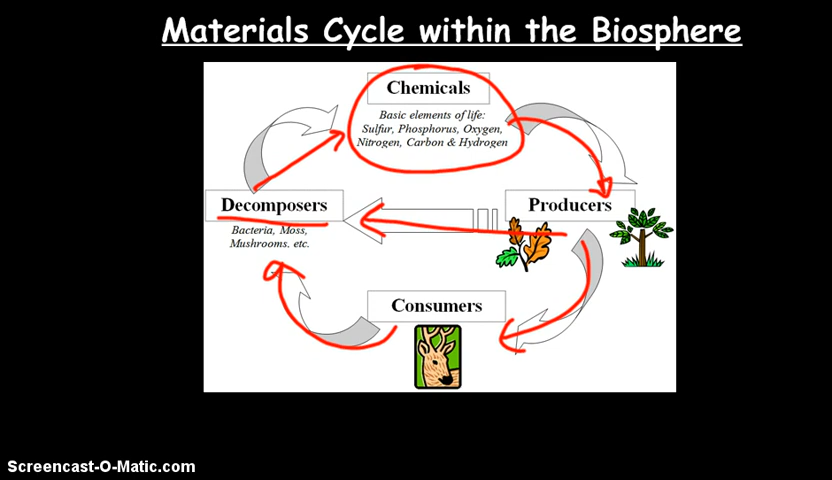 Materials Cycle within the Biosphere
Chemicals
Basic elements of life:
Sulfur, Phosphorus, Oxygen,
Nitrogen, Carbon & Hydrogen
Decomposers
Producers
Bacteria, Moss,
Mushrooms. etc.
Consumers
Screencast-O-Matic.com